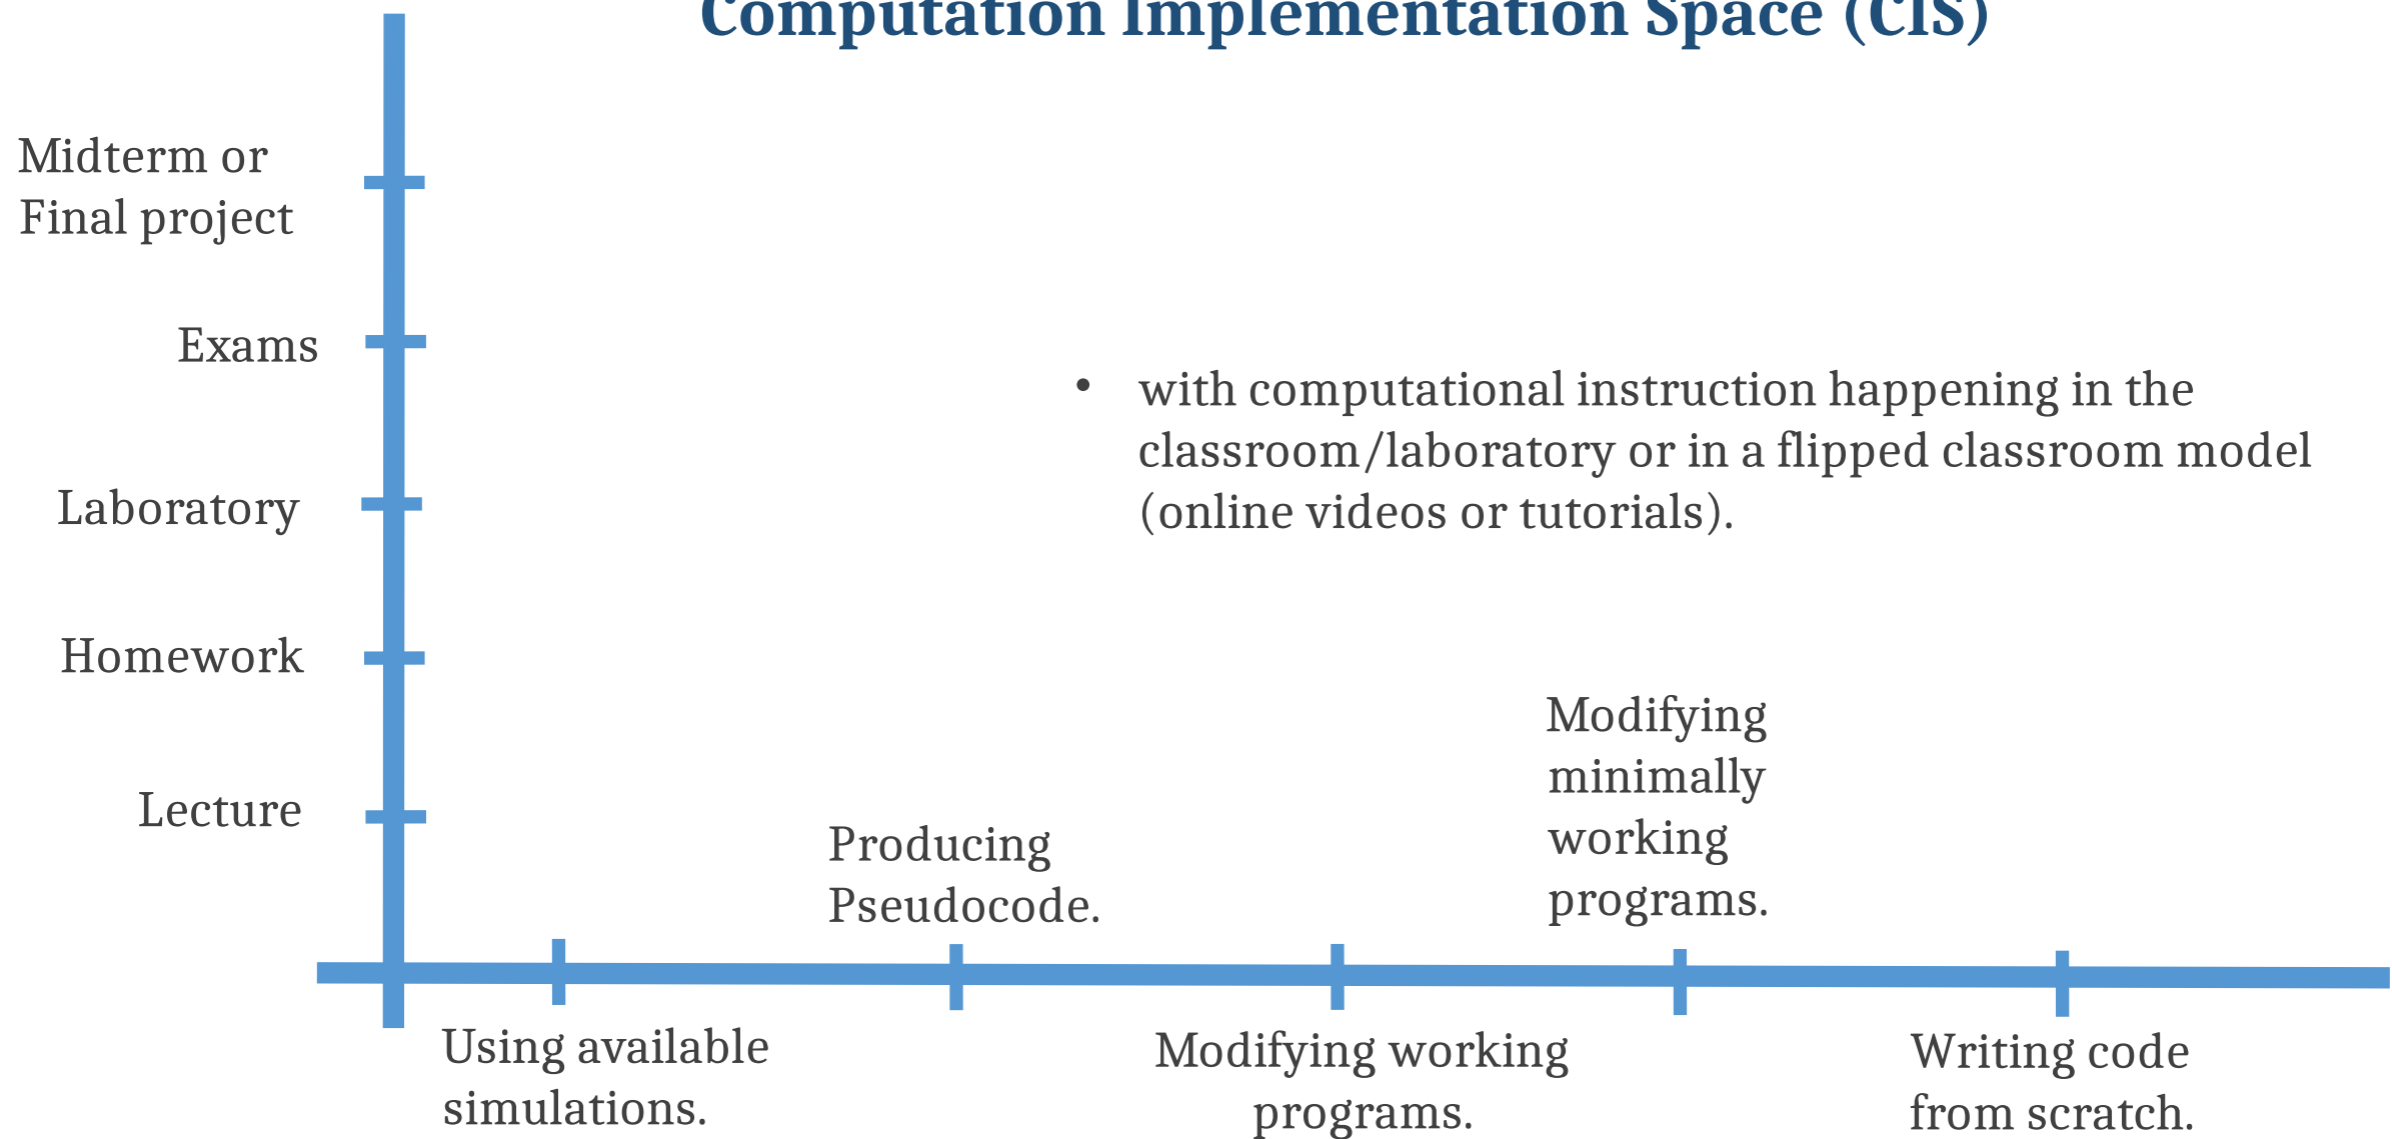 Computation Implementation Space (CIS)
Midterm or
Final project
Exams
• with computational instruction happening in the
classroom/laboratory or in a flipped classroom model
(online videos or tutorials).
Laboratory
Homework
Lecture
Producing
Pseudocode.
Modifying
minimally
working
programs.
Using available
simulations.
Modifying working
programs.
Writing code
from scratch.